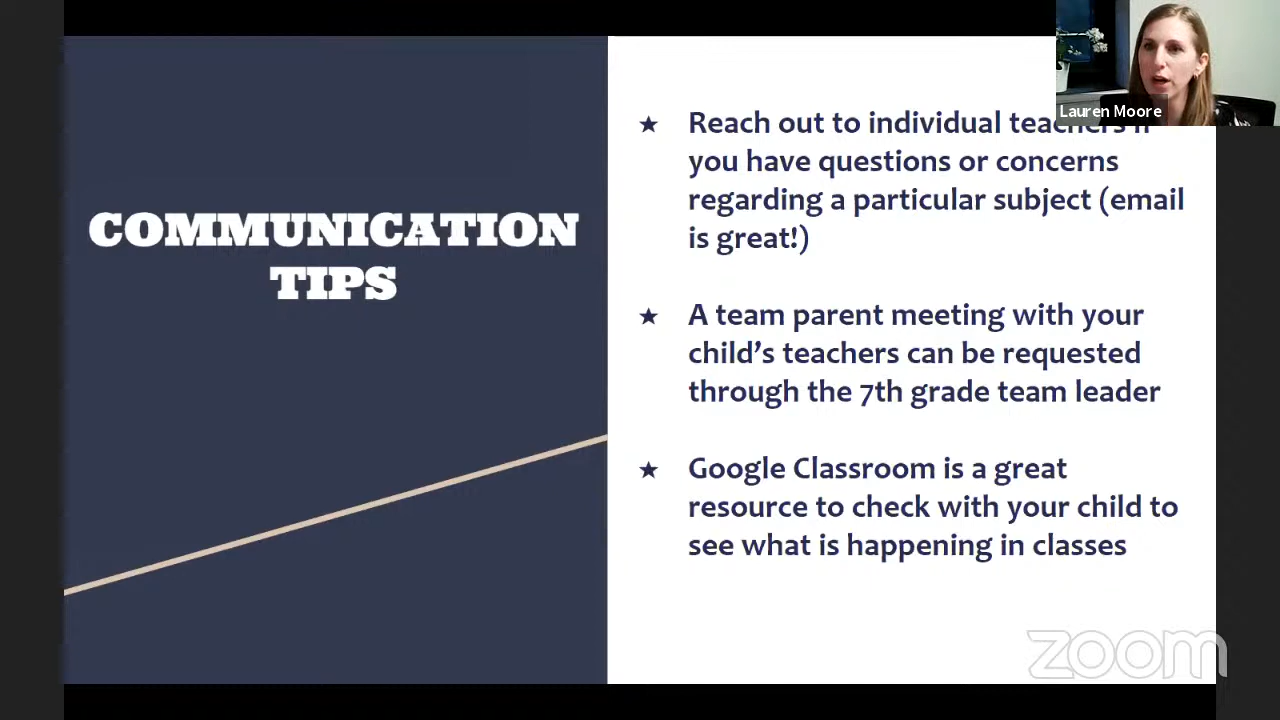 Lauren Moore
COMMUNICATION
TIPS
★ Reach out to individual teachers if
you have questions or concerns
regarding a particular subject (email
is great!)
★ A team parent meeting with your
child’s teachers can be requested
through the 7th grade team leader
★ Google Classroom is a great
resource to check with your child to
see what is happening in classes
zoom